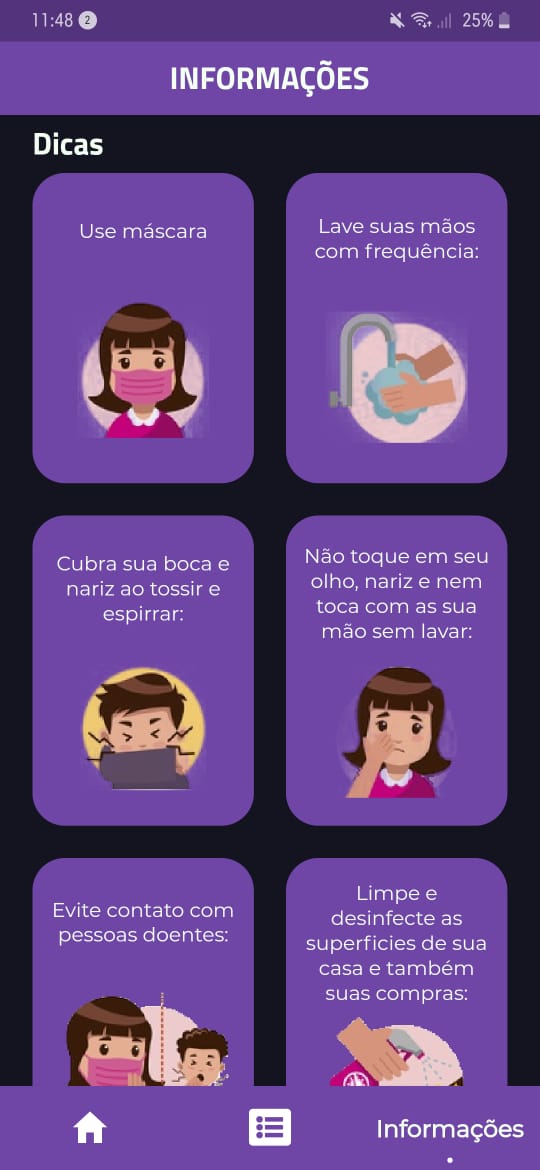 11:48 2 25%
INFORMAÇÕES
Dicas
Use máscara
Lave suas mãos
com frequência:
Cubra sua boca e
nariz ao tossir e
espirrar:
Não toque em seu
olho, nariz e nem
toca com as sua
mão sem lavar:
Evite contato com
pessoas doentes:
Limpe e
desinfecte as
superficies de sua
casa e também
suas compras:
Informações